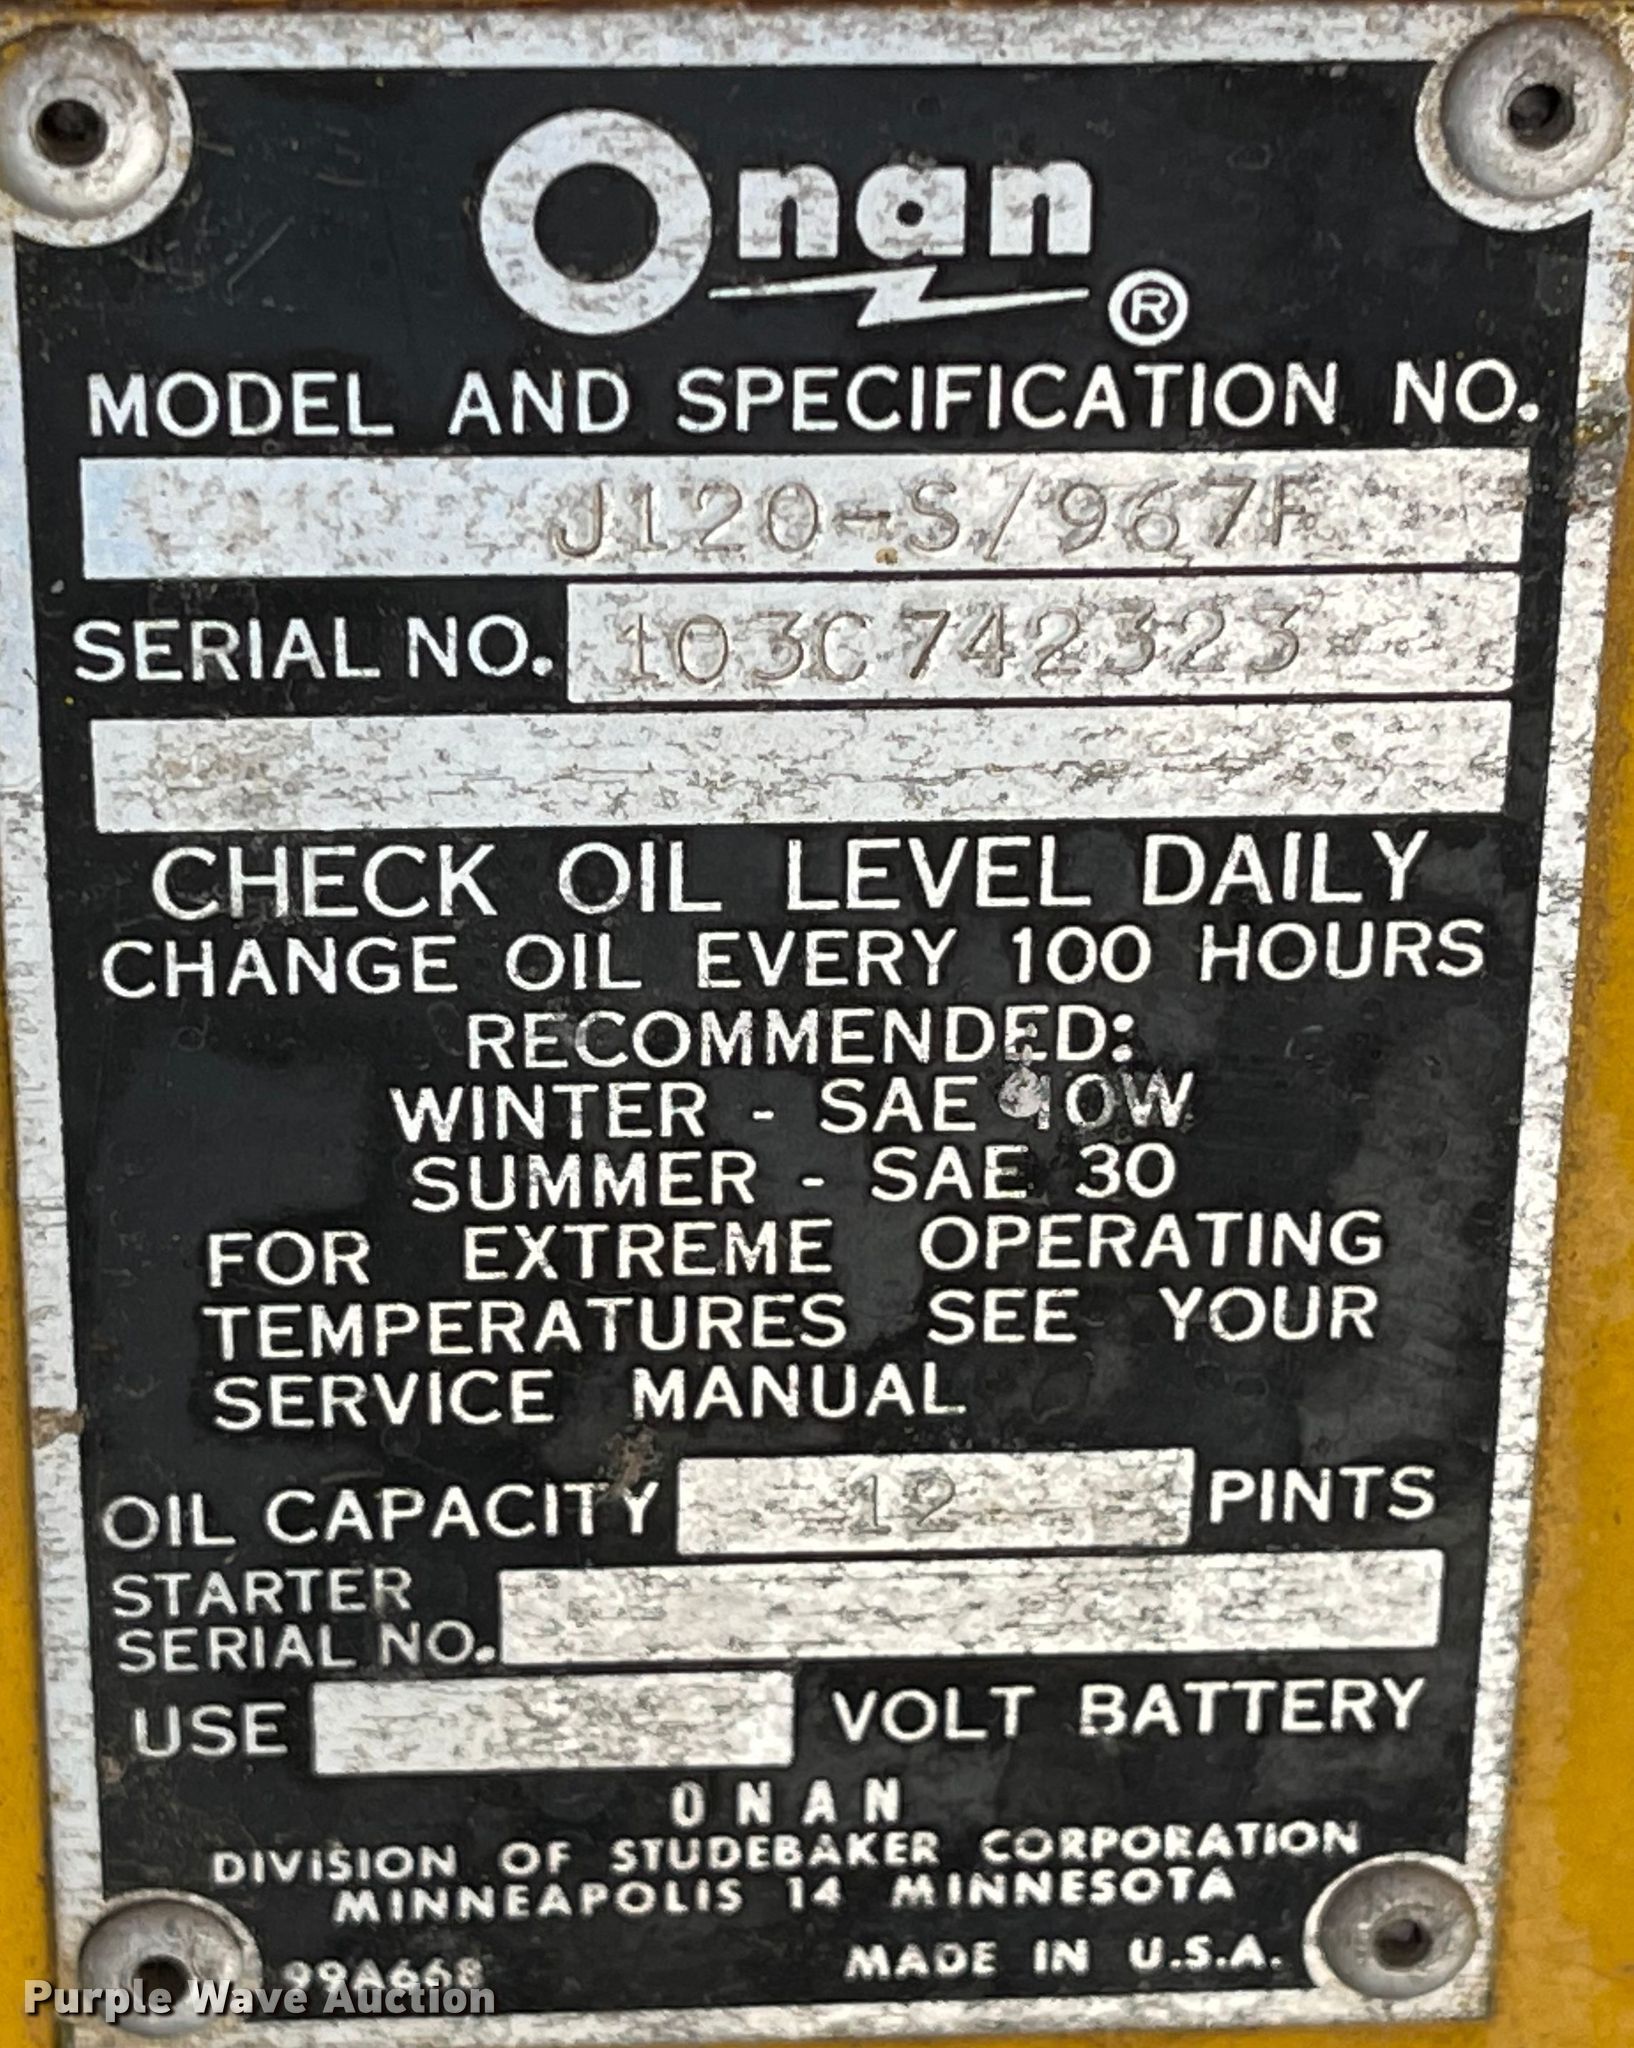 Onan ®
MODEL AND SPECIFICATION NO.
J120-S/967F
SERIAL NO. 103C742323
CHECK OIL LEVEL DAILY
CHANGE OIL EVERY 100 HOURS
RECOMMENDED:
WINTER - SAE 10W
SUMMER - SAE 30
FOR EXTREME OPERATING
TEMPERATURES SEE YOUR
SERVICE MANUAL
OIL CAPACITY 12 PINTS
STARTER
SERIAL NO.
USE VOLT BATTERY
ONAN
DIVISION OF STUDEBAKER CORPORATION
MINNEAPOLIS 14 MINNESOTA
99A668 MADE IN U.S.A.
Purple Wave Auction